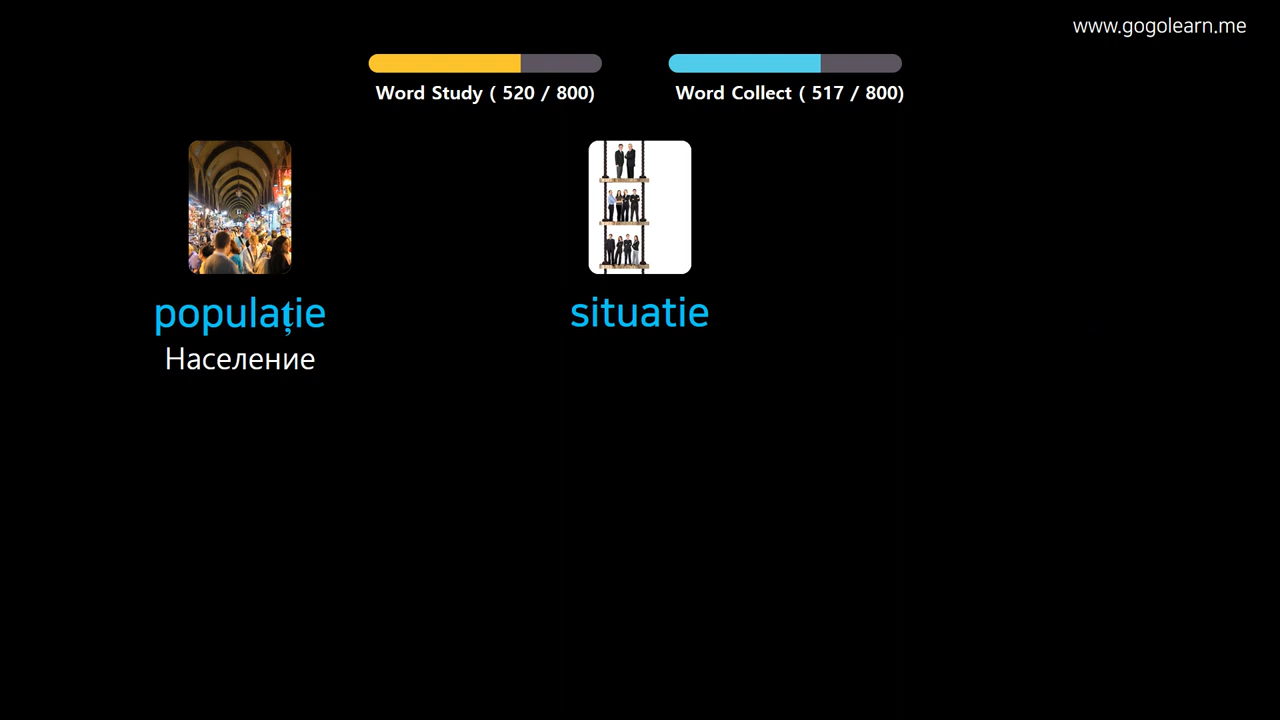 www.gogolearn.me
Word Study ( 520 / 800)
Word Collect ( 517 / 800)
populație
situatie
Население